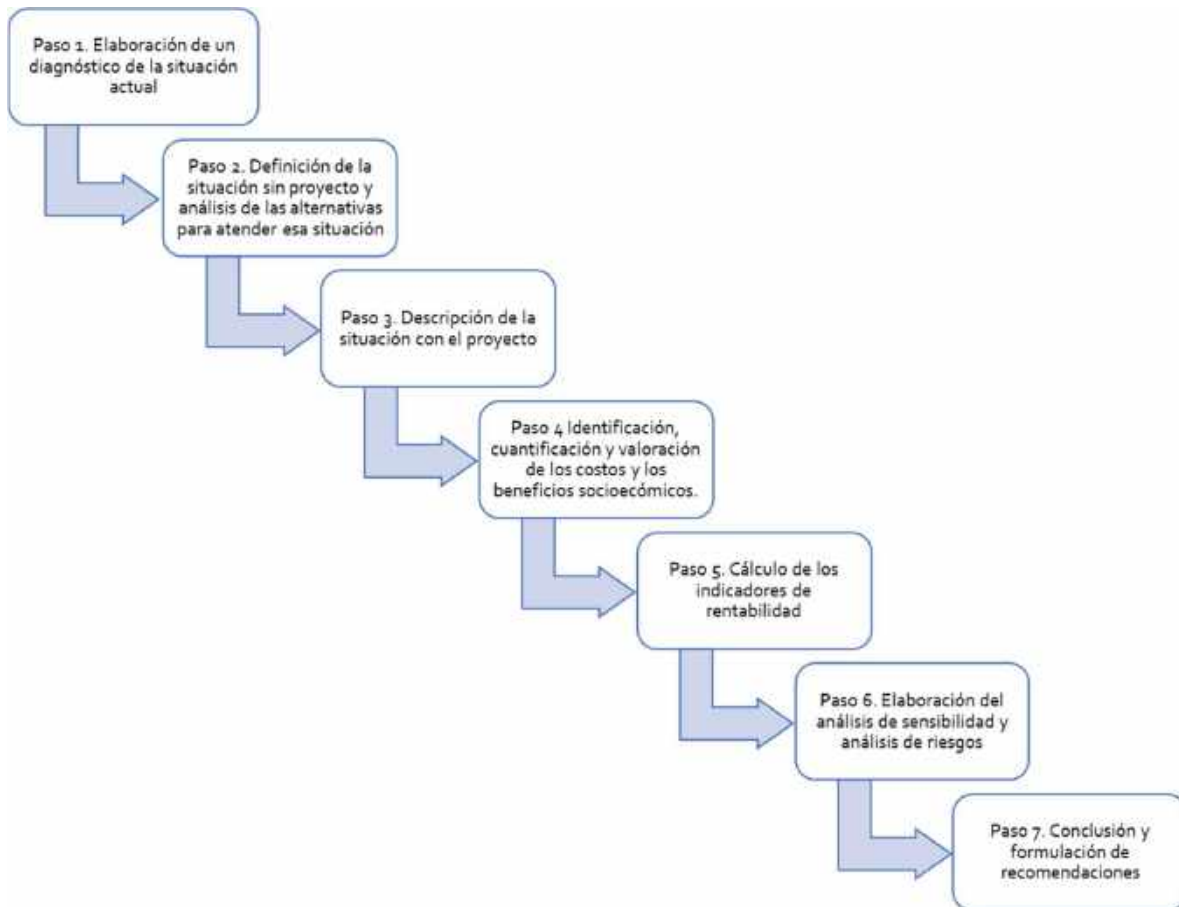 Paso 1. Elaboración de un
diagnóstico de la situación
actual
Paso 2. Definición de la
situación sin proyecto y
análisis de las alternativas
para atender esa situación
Paso 3. Descripción de la
situación con el proyecto
Paso 4 Identificación,
cuantificación y valoración
de los costos y los
beneficios socioecómicos.
Paso 5. Cálculo de los
indicadores de
rentabilidad
Paso 6. Elaboración del
análisis de sensibilidad y
análisis de riesgos
Paso 7. Conclusión y
formulación de
recomendaciones